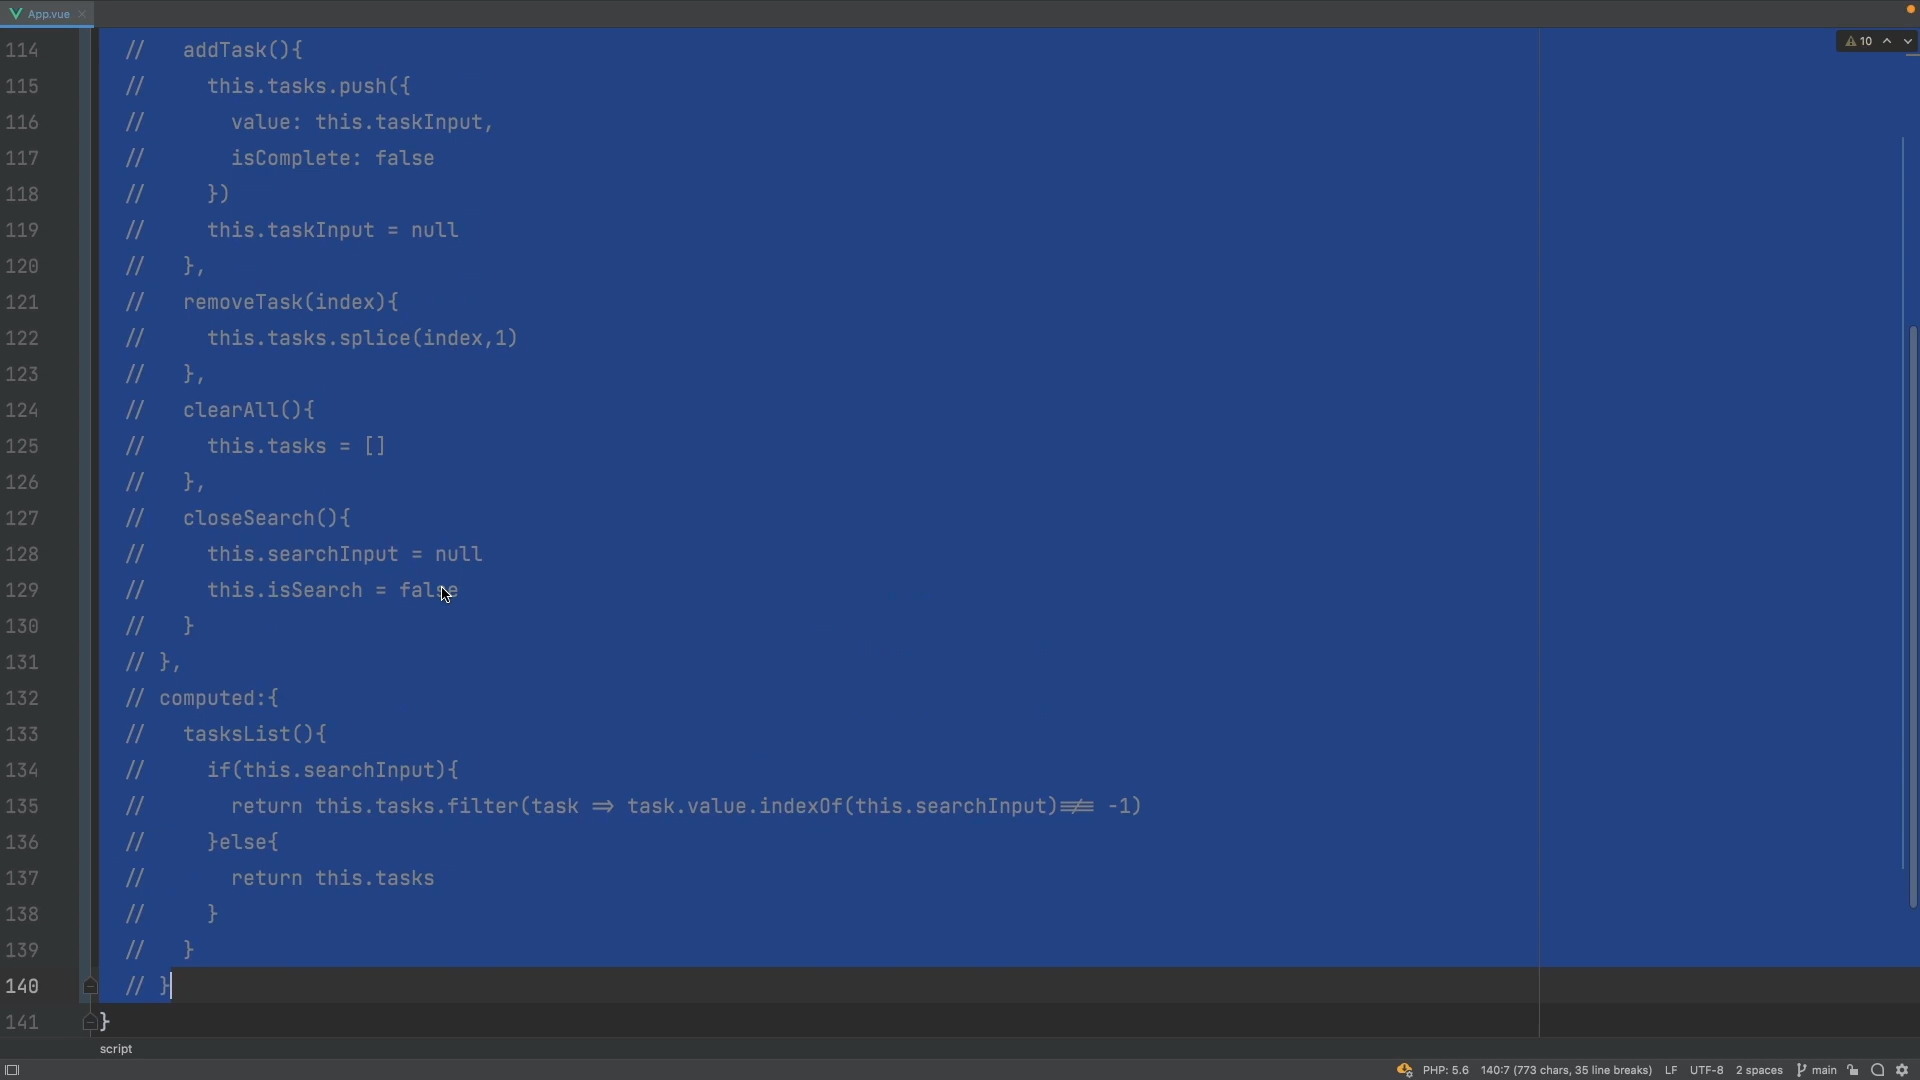 App.vue
10
114 // addTask(){
115 // this.tasks.push({
116 // value: this.taskInput,
117 // isComplete: false
118 // })
119 // this.taskInput = null
120 // },
121 // removeTask(index){
122 // this.tasks.splice(index,1)
123 // },
124 // clearAll(){
125 // this.tasks = []
126 // },
127 // closeSearch(){
128 // this.searchInput = null
129 // this.isSearch = false
130 // }
131 // },
132 // computed:{
133 // tasksList(){
134 // if(this.searchInput){
135 // return this.tasks.filter(task => task.value.indexOf(this.searchInput)!== -1)
136 // }else{
137 // return this.tasks
138 // }
139 // }
140 // }
141 }
script
PHP: 5.6 140:7 (773 chars, 35 line breaks) LF UTF-8 2 spaces main